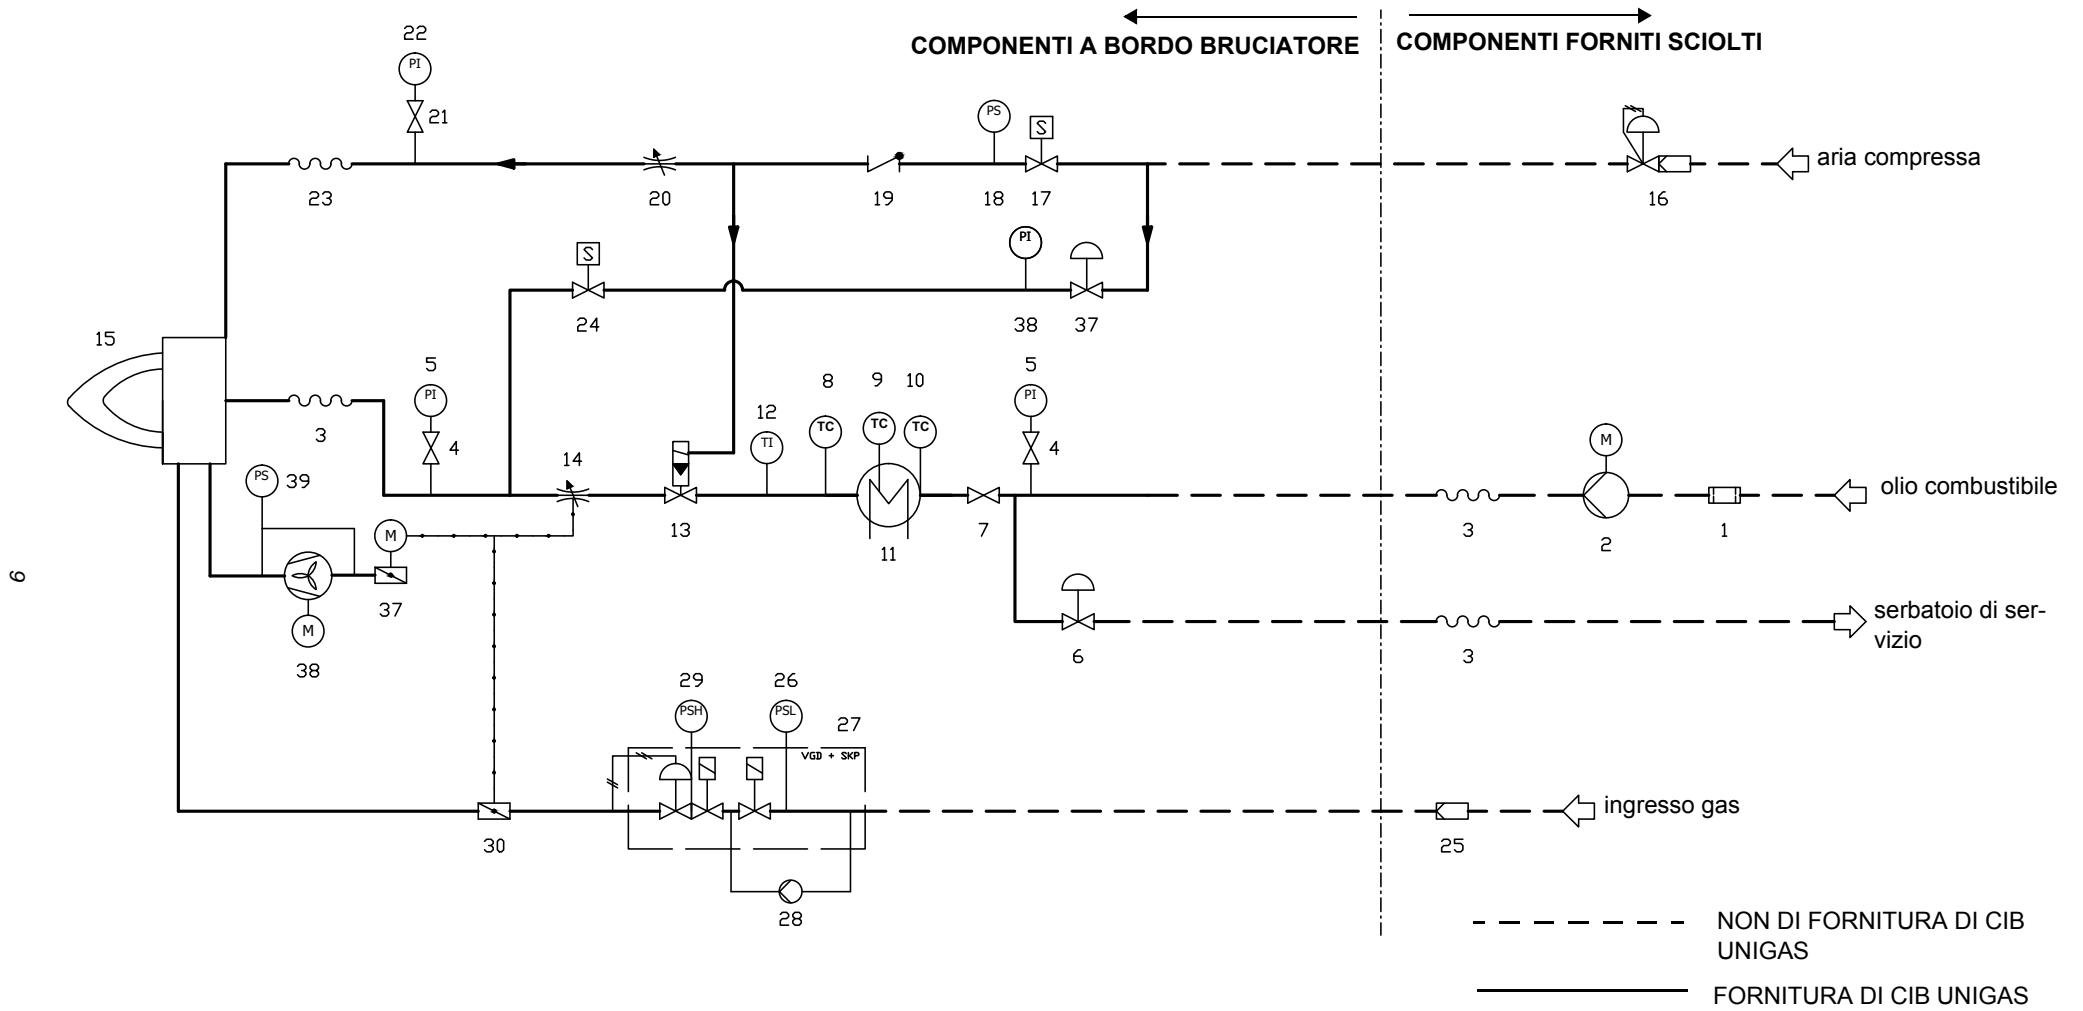 COMPONENTI A BORDO BRUCIATORE
COMPONENTI FORNITI SCIOLTI
22
PI
21
PS
S
aria compressa
23
20
19
18
17
16
S
PI
24
38
37
15
5
PI
4
3
12
TI
8
TC
9
TC
10
TC
5
PI
4
M
olio combustibile
14
13
11
7
3
2
1
PS
39
M
37
M
38
6
serbatoio di ser-
vizio
6
3
29
PSH
26
PSL
27
VGD + SKP
ingresso gas
30
25
28
NON DI FORNITURA DI CIB
UNIGAS
FORNITURA DI CIB UNIGAS